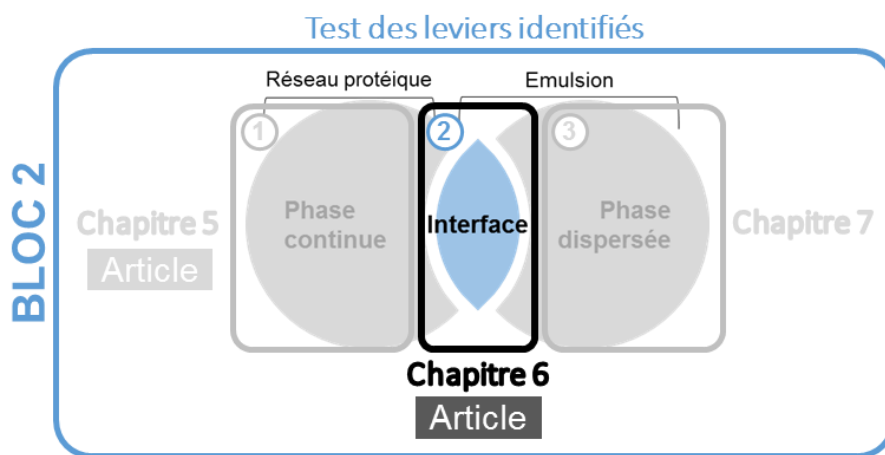 Test des leviers identifiés
Réseau protéique
Emulsion
1
2
3
BLOC 2
Chapitre 5
Article
Phase
continue
Interface
Phase
dispersée
Chapitre 7
Chapitre 6
Article